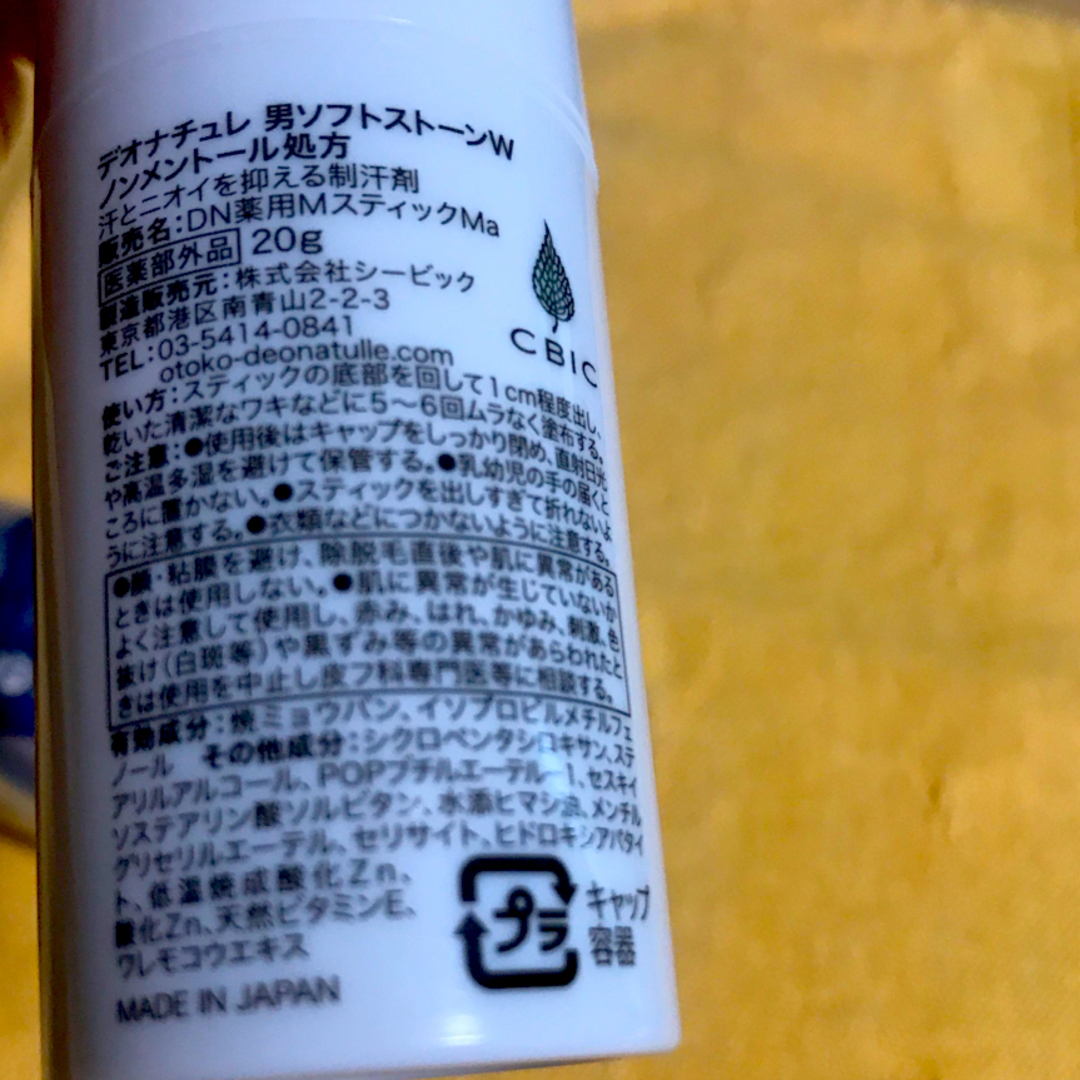 デオナチュレ 男ソフトストーンW
ノンメントール処方
汗とニオイを抑える制汗剤
販売名:DN薬用MスティックMa
医薬部外品 20g
製造販売元:株式会社シービック
東京都港区南青山2-2-3
TEL:03-5414-0841
otoko-deonatulle.com
CBIC
使い方:スティックの底部を回して1cm程度出し、
乾いた清潔なワキなどに5〜6回ムラなく塗布する。
ご注意:●使用後はキャップをしっかり閉め、直射日光
や高温多湿を避けて保管する。●乳幼児の手の届くと
ころに置かない。●スティックを出しすぎて折れないよ
うに注意する。●衣類などにつかないように注意する。
●顔・粘膜を避け、除脱毛直後や肌に異常がある
ときは使用しない。●肌に異常が生じていないか
よく注意して使用し、赤み、はれ、かゆみ、刺激、色
抜け(白斑等)や黒ずみ等の異常があらわれたと
きは使用を中止し皮フ科専門医等に相談する。
有効成分:焼ミョウバン、イソプロピルメチルフェ
ノール その他成分:シクロペンタシロキサン、ステ
アリルアルコール、POPブチルエーテル-1、セスキイ
ソステアリン酸ソルビタン、水添ヒマシ油、メンチル
グリセリルエーテル、セリサイト、ヒドロキシアパタイ
ト、低温焼成酸化Zn、
酸化Zn、天然ビタミンE、
ワレモコウエキス
プラ
キャップ
容器
MADE IN JAPAN